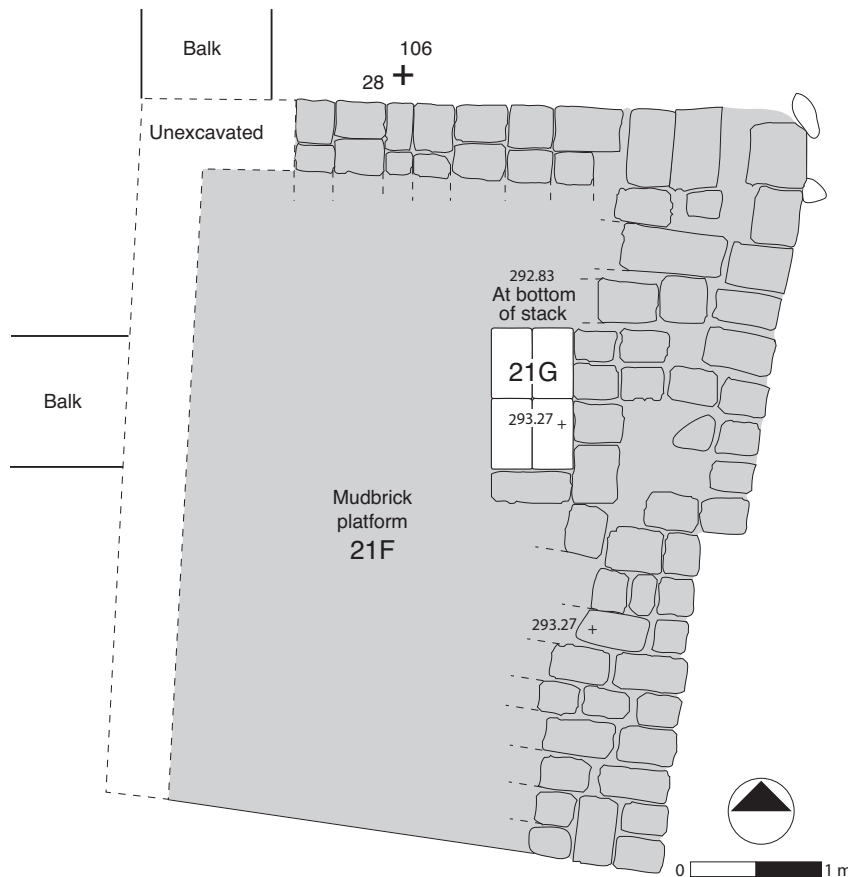 Balk
106
28 +
Unexcavated
292.83
At bottom
of stack
21G
Balk
293.27 +
Mudbrick
platform
21F
293.27 +
0 1 m